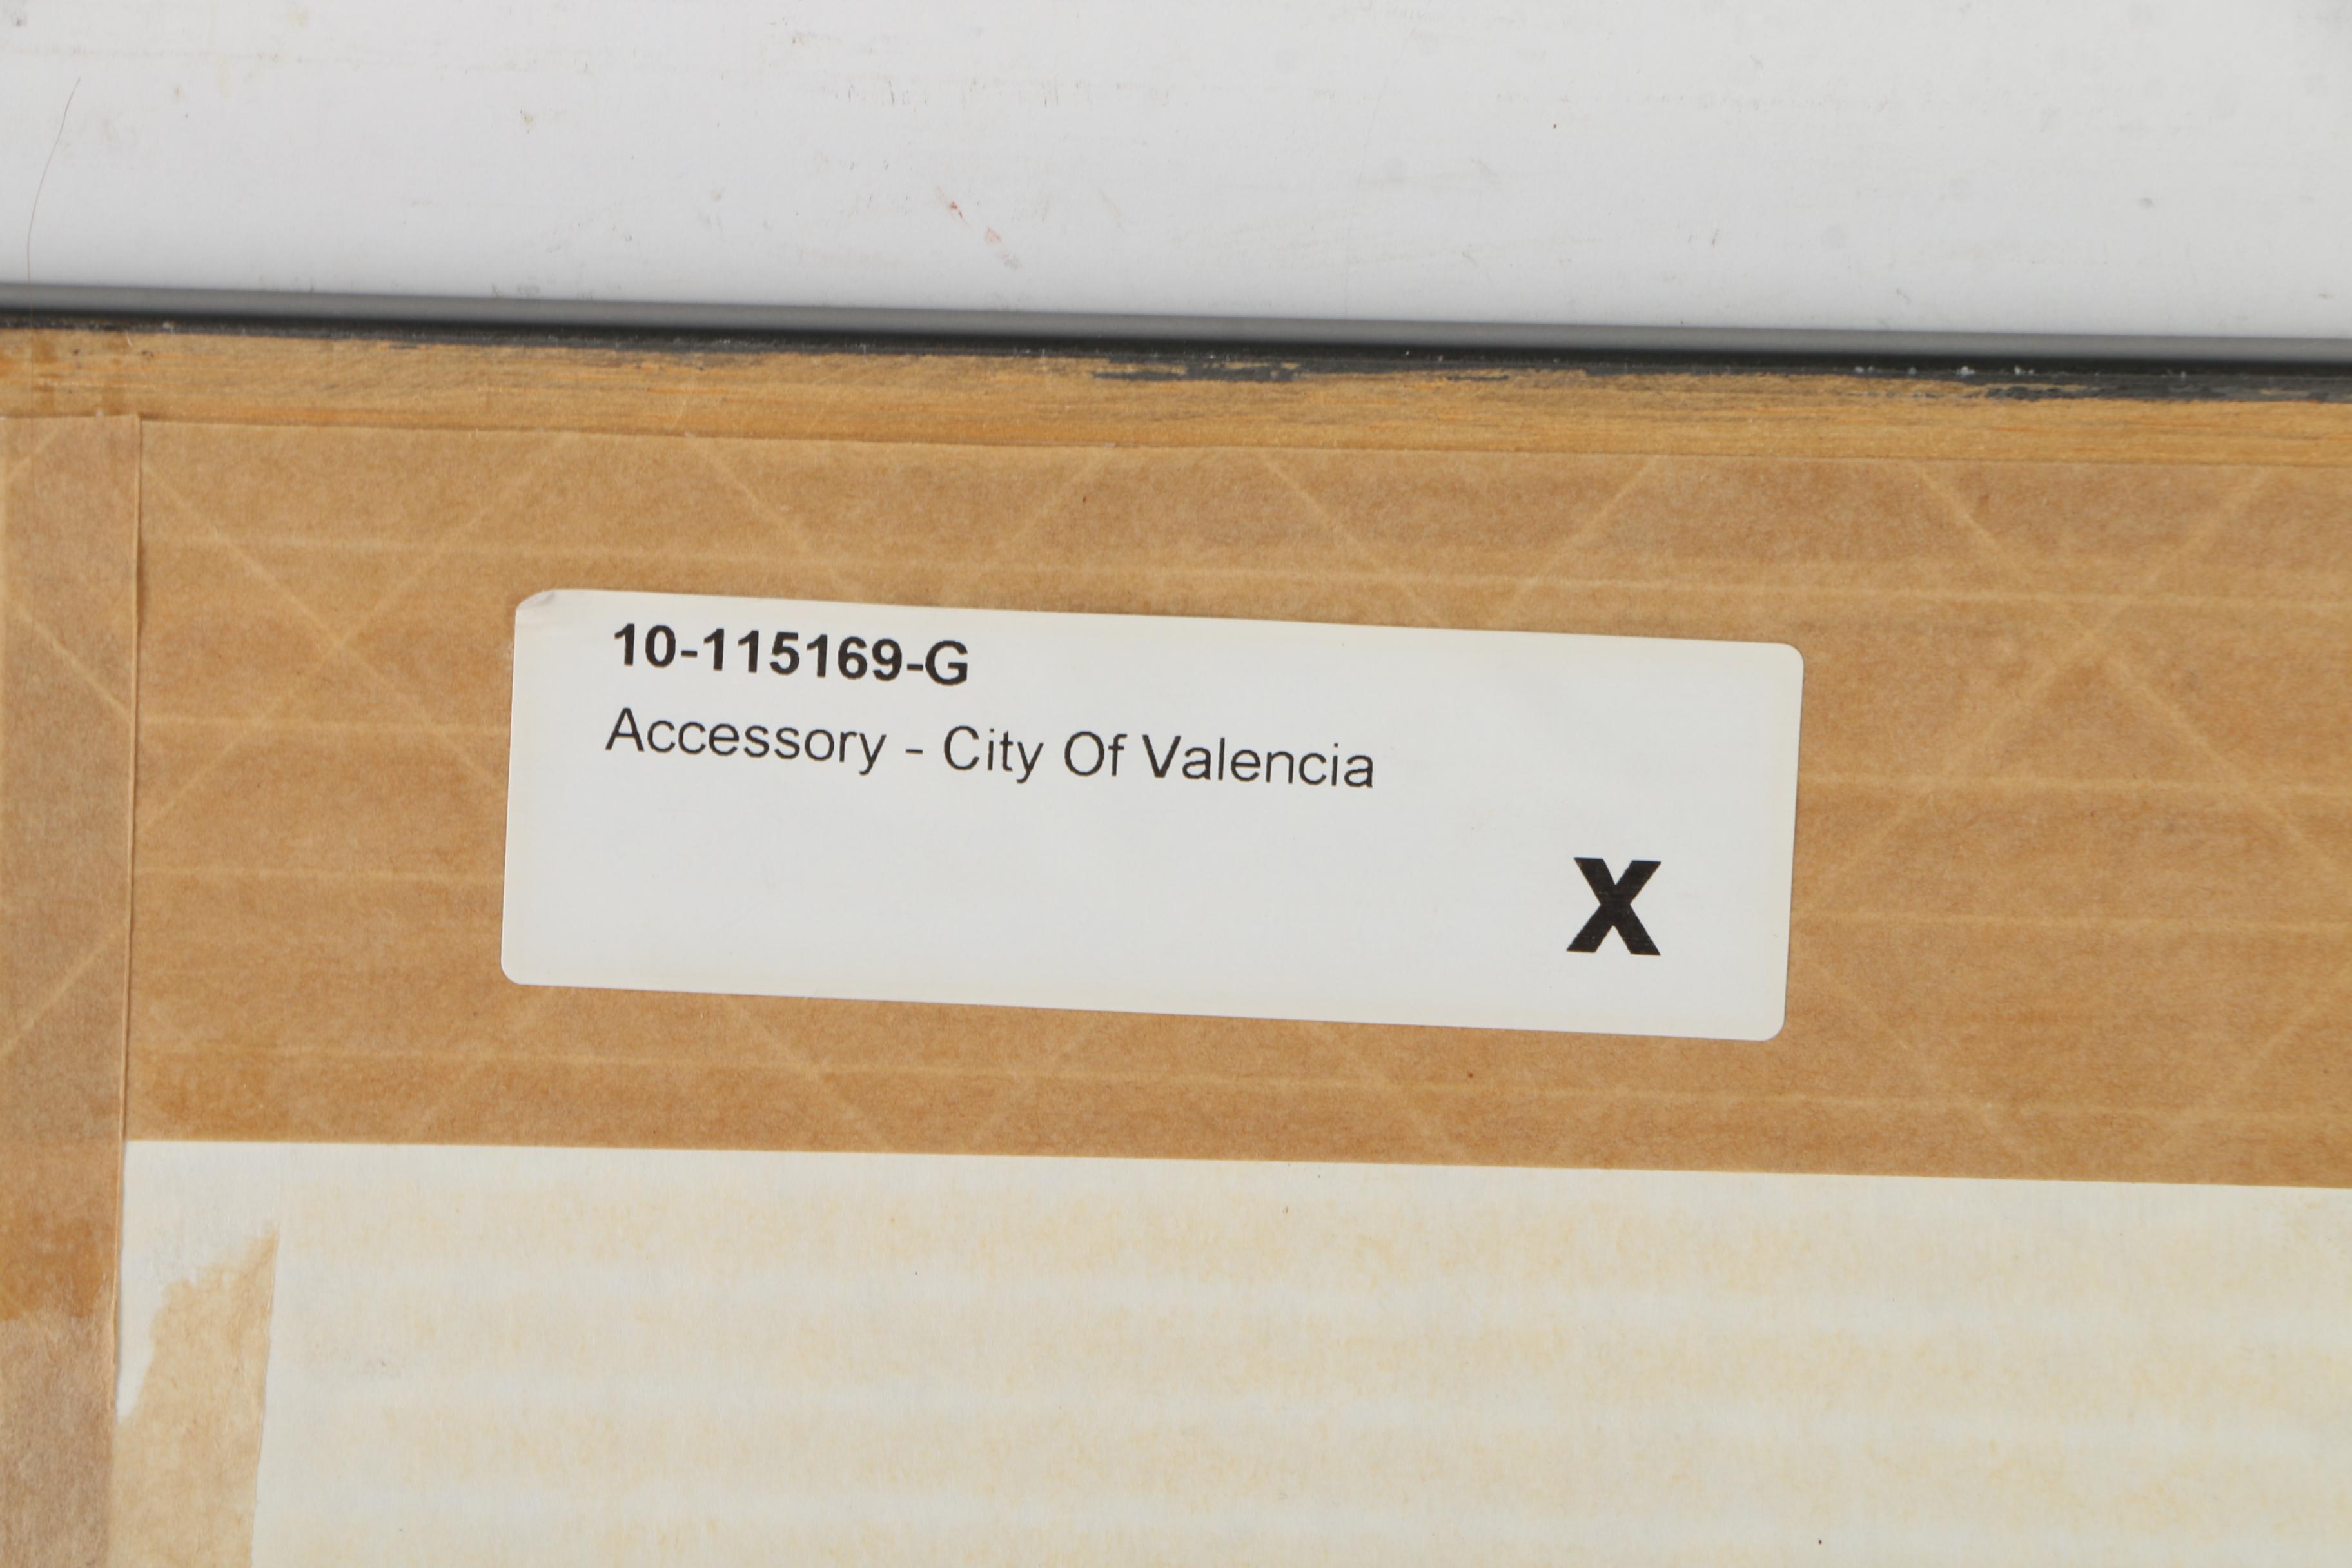 10-115169-G
Accessory - City Of Valencia
X